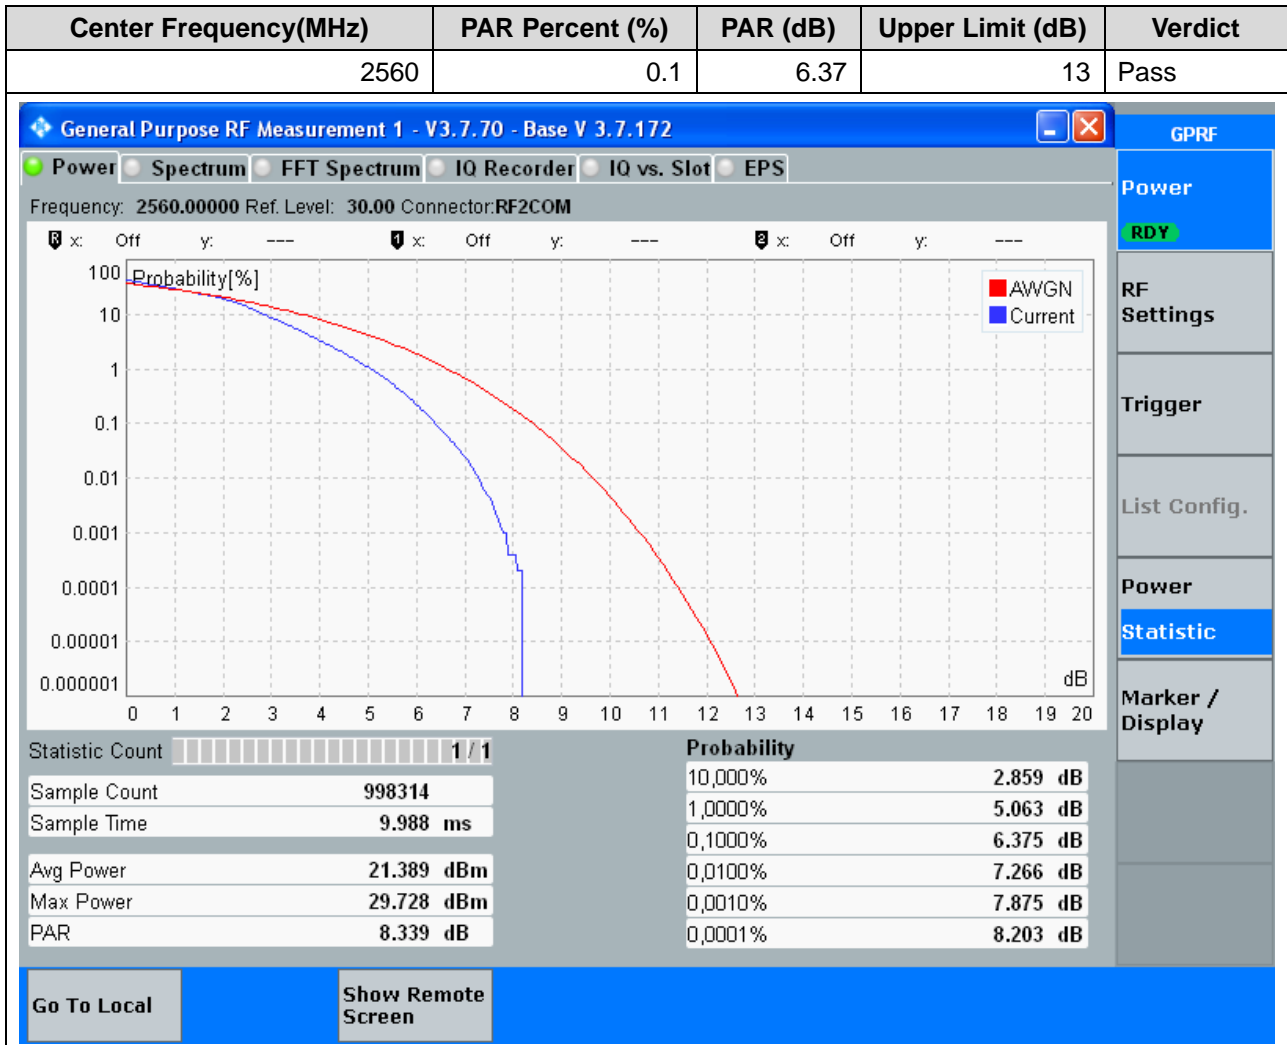 Center Frequency(MHz) PAR Percent (%) PAR (dB) Upper Limit (dB) Verdict
2560 0.1 6.37 13 Pass
General Purpose RF Measurement 1 - V3.7.70 - Base V 3.7.172
GPRF
Power Spectrum FFT Spectrum IQ Recorder IQ vs. Slot EPS
Frequency: 2560.00000 Ref. Level: 30.00 Connector:RF2COM
R x: Off y: --- 1 x: Off y: --- 2 x: Off y: ---
Probability[%]
AWGN
Current
100
10
1
0.1
0.01
0.001
0.0001
0.00001
0.000001
dB
0 1 2 3 4 5 6 7 8 9 10 11 12 13 14 15 16 17 18 19 20
Statistic Count 1 / 1
Sample Count 998314
Sample Time 9.988 ms
Avg Power 21.389 dBm
Max Power 29.728 dBm
PAR 8.339 dB
Probability
10,000% 2.859 dB
1,0000% 5.063 dB
0,1000% 6.375 dB
0,0100% 7.266 dB
0,0010% 7.875 dB
0,0001% 8.203 dB
Power
RDY
RF
Settings
Trigger
List Config.
Power
Statistic
Marker /
Display
Go To Local
Show Remote
Screen